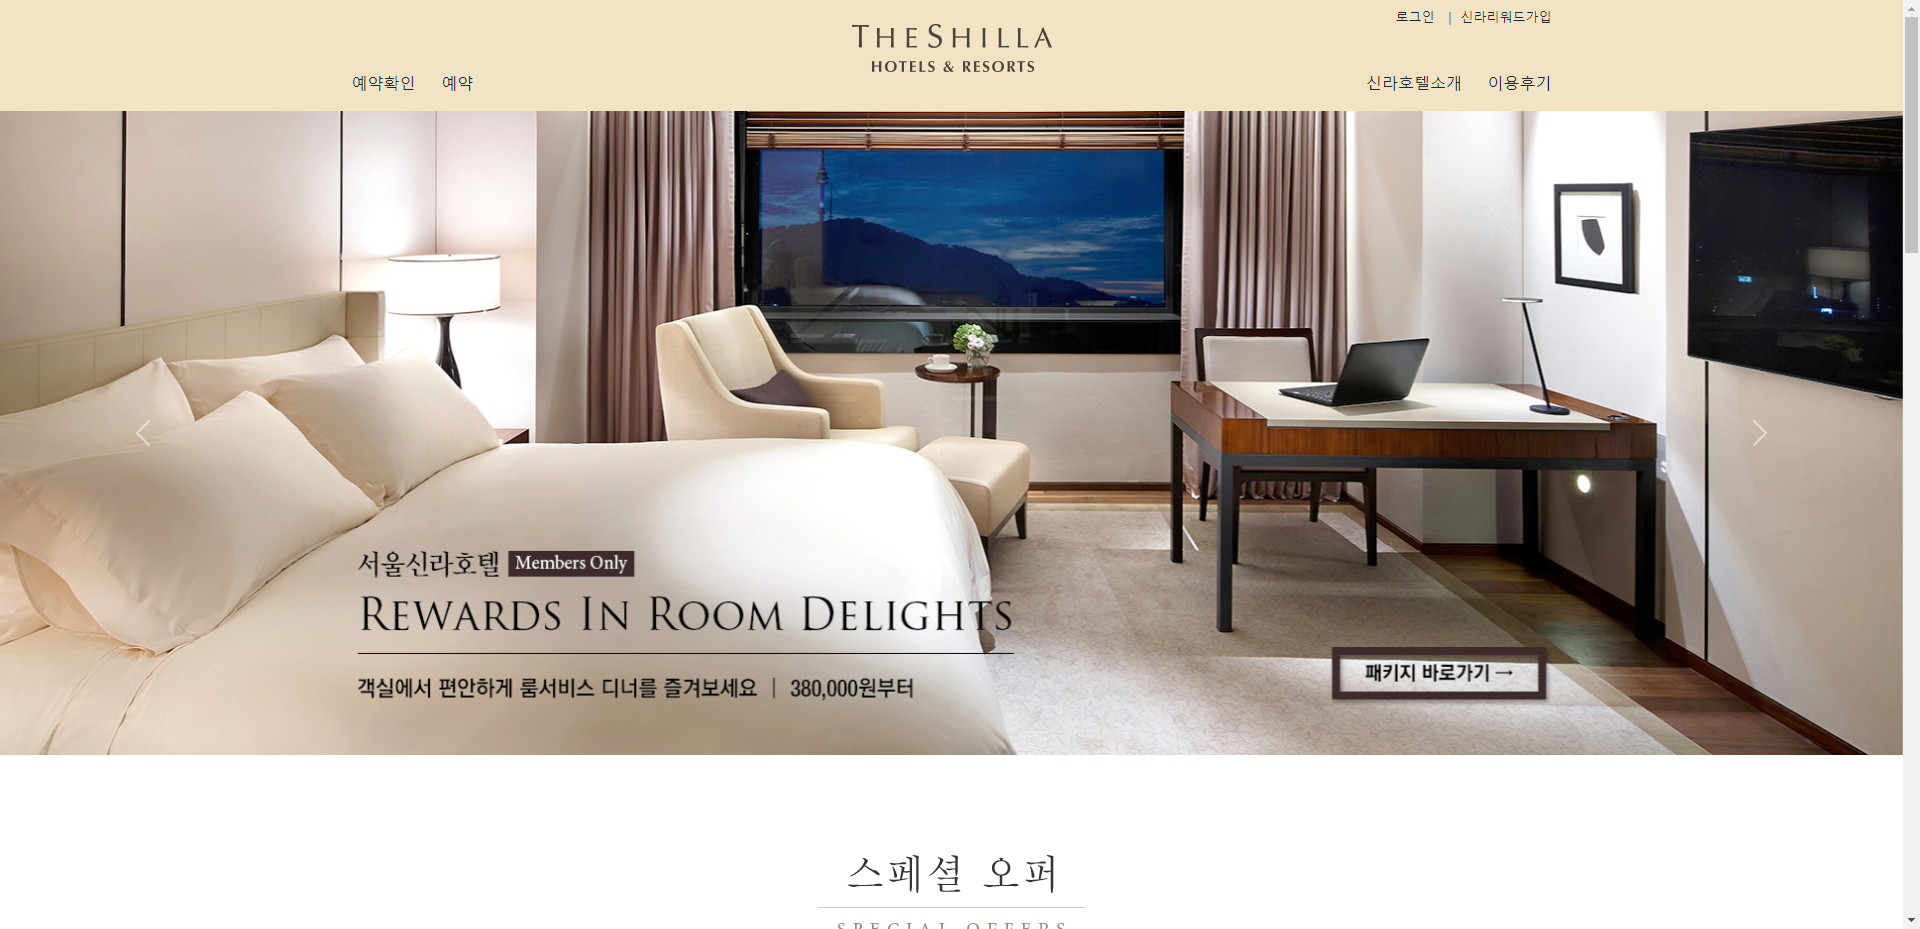 로그인 | 신라리워드가입
THE SHILLA
HOTELS & RESORTS
예약확인 예약
신라호텔소개 이용후기
서울신라호텔 Members Only
REWARDS IN ROOM DELIGHTS
객실에서 편안하게 룸서비스 디너를 즐겨보세요 | 380,000원부터
패키지 바로가기 →
스페셜 오퍼
SPECIAL OFFERS